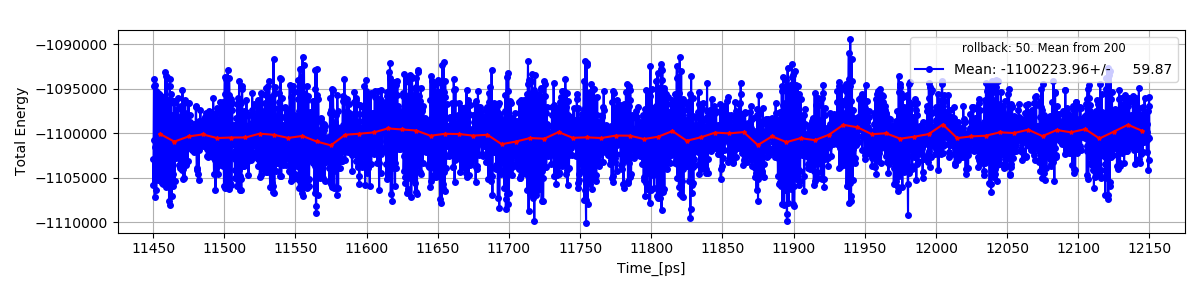 rollback: 50. Mean from 200
Mean: -1100223.96+/- 59.87
Total Energy
−1090000
−1095000
−1100000
−1105000
−1110000
11450 11500 11550 11600 11650 11700 11750 11800 11850 11900 11950 12000 12050 12100 12150
Time_[ps]